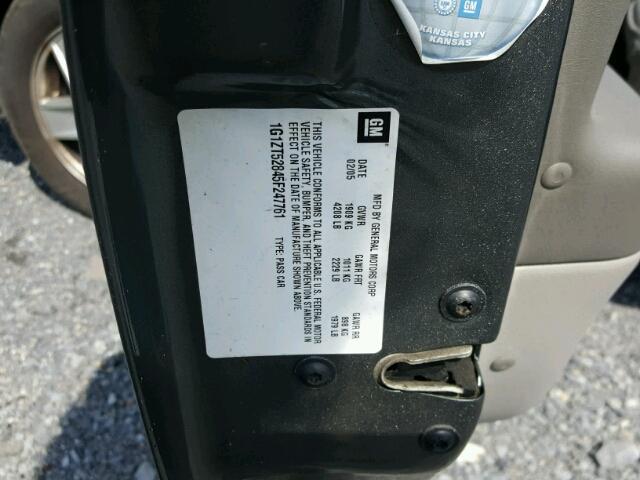 GM
KANSAS CITY
KANSAS
GM
MFD BY GENERAL MOTORS CORP
DATE GVWR GAWR FRT GAWR RR
02/05 1909 KG 1011 KG 898 KG
4208 LB 2229 LB 1979 LB
THIS VEHICLE CONFORMS TO ALL APPLICABLE U.S. FEDERAL MOTOR
VEHICLE SAFETY, BUMPER, AND THEFT PREVENTION STANDARDS IN
EFFECT ON THE DATE OF MANUFACTURE SHOWN ABOVE.
1G1ZT52845F247761 TYPE: PASS CAR